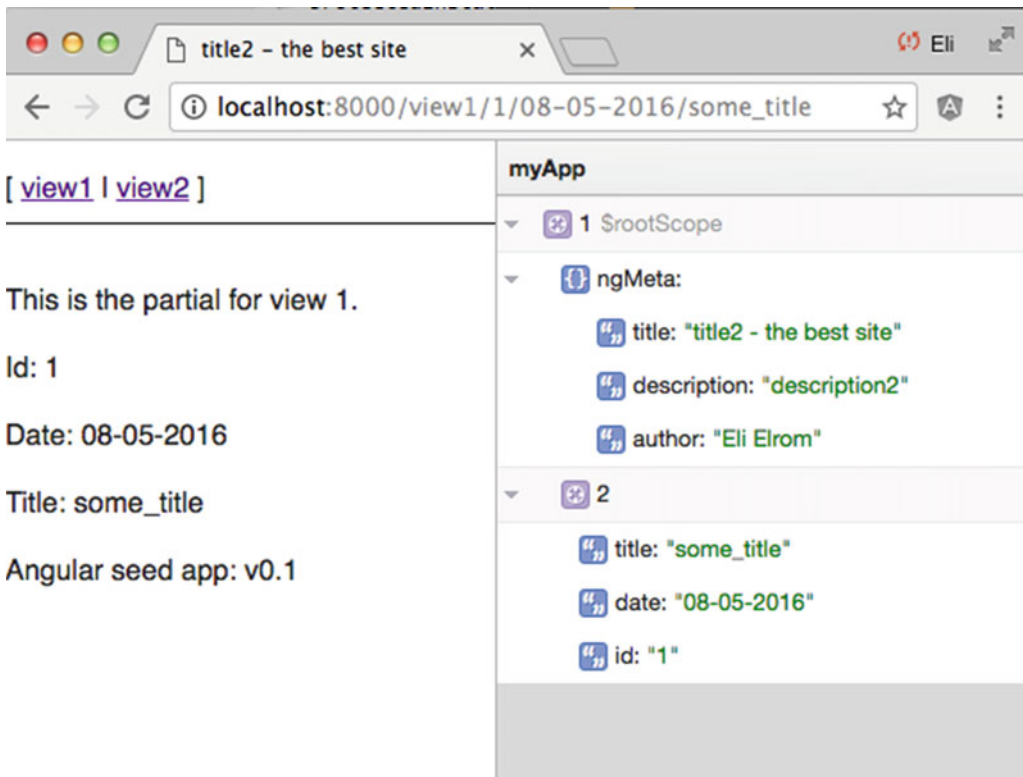 title2 – the best site
Eli
localhost:8000/view1/1/08-05-2016/some_title
[ view1 | view2 ]
This is the partial for view 1.
Id: 1
Date: 08-05-2016
Title: some_title
Angular seed app: v0.1
myApp
1 $rootScope
ngMeta:
title: "title2 - the best site"
description: "description2"
author: "Eli Elrom"
2
title: "some_title"
date: "08-05-2016"
id: "1"